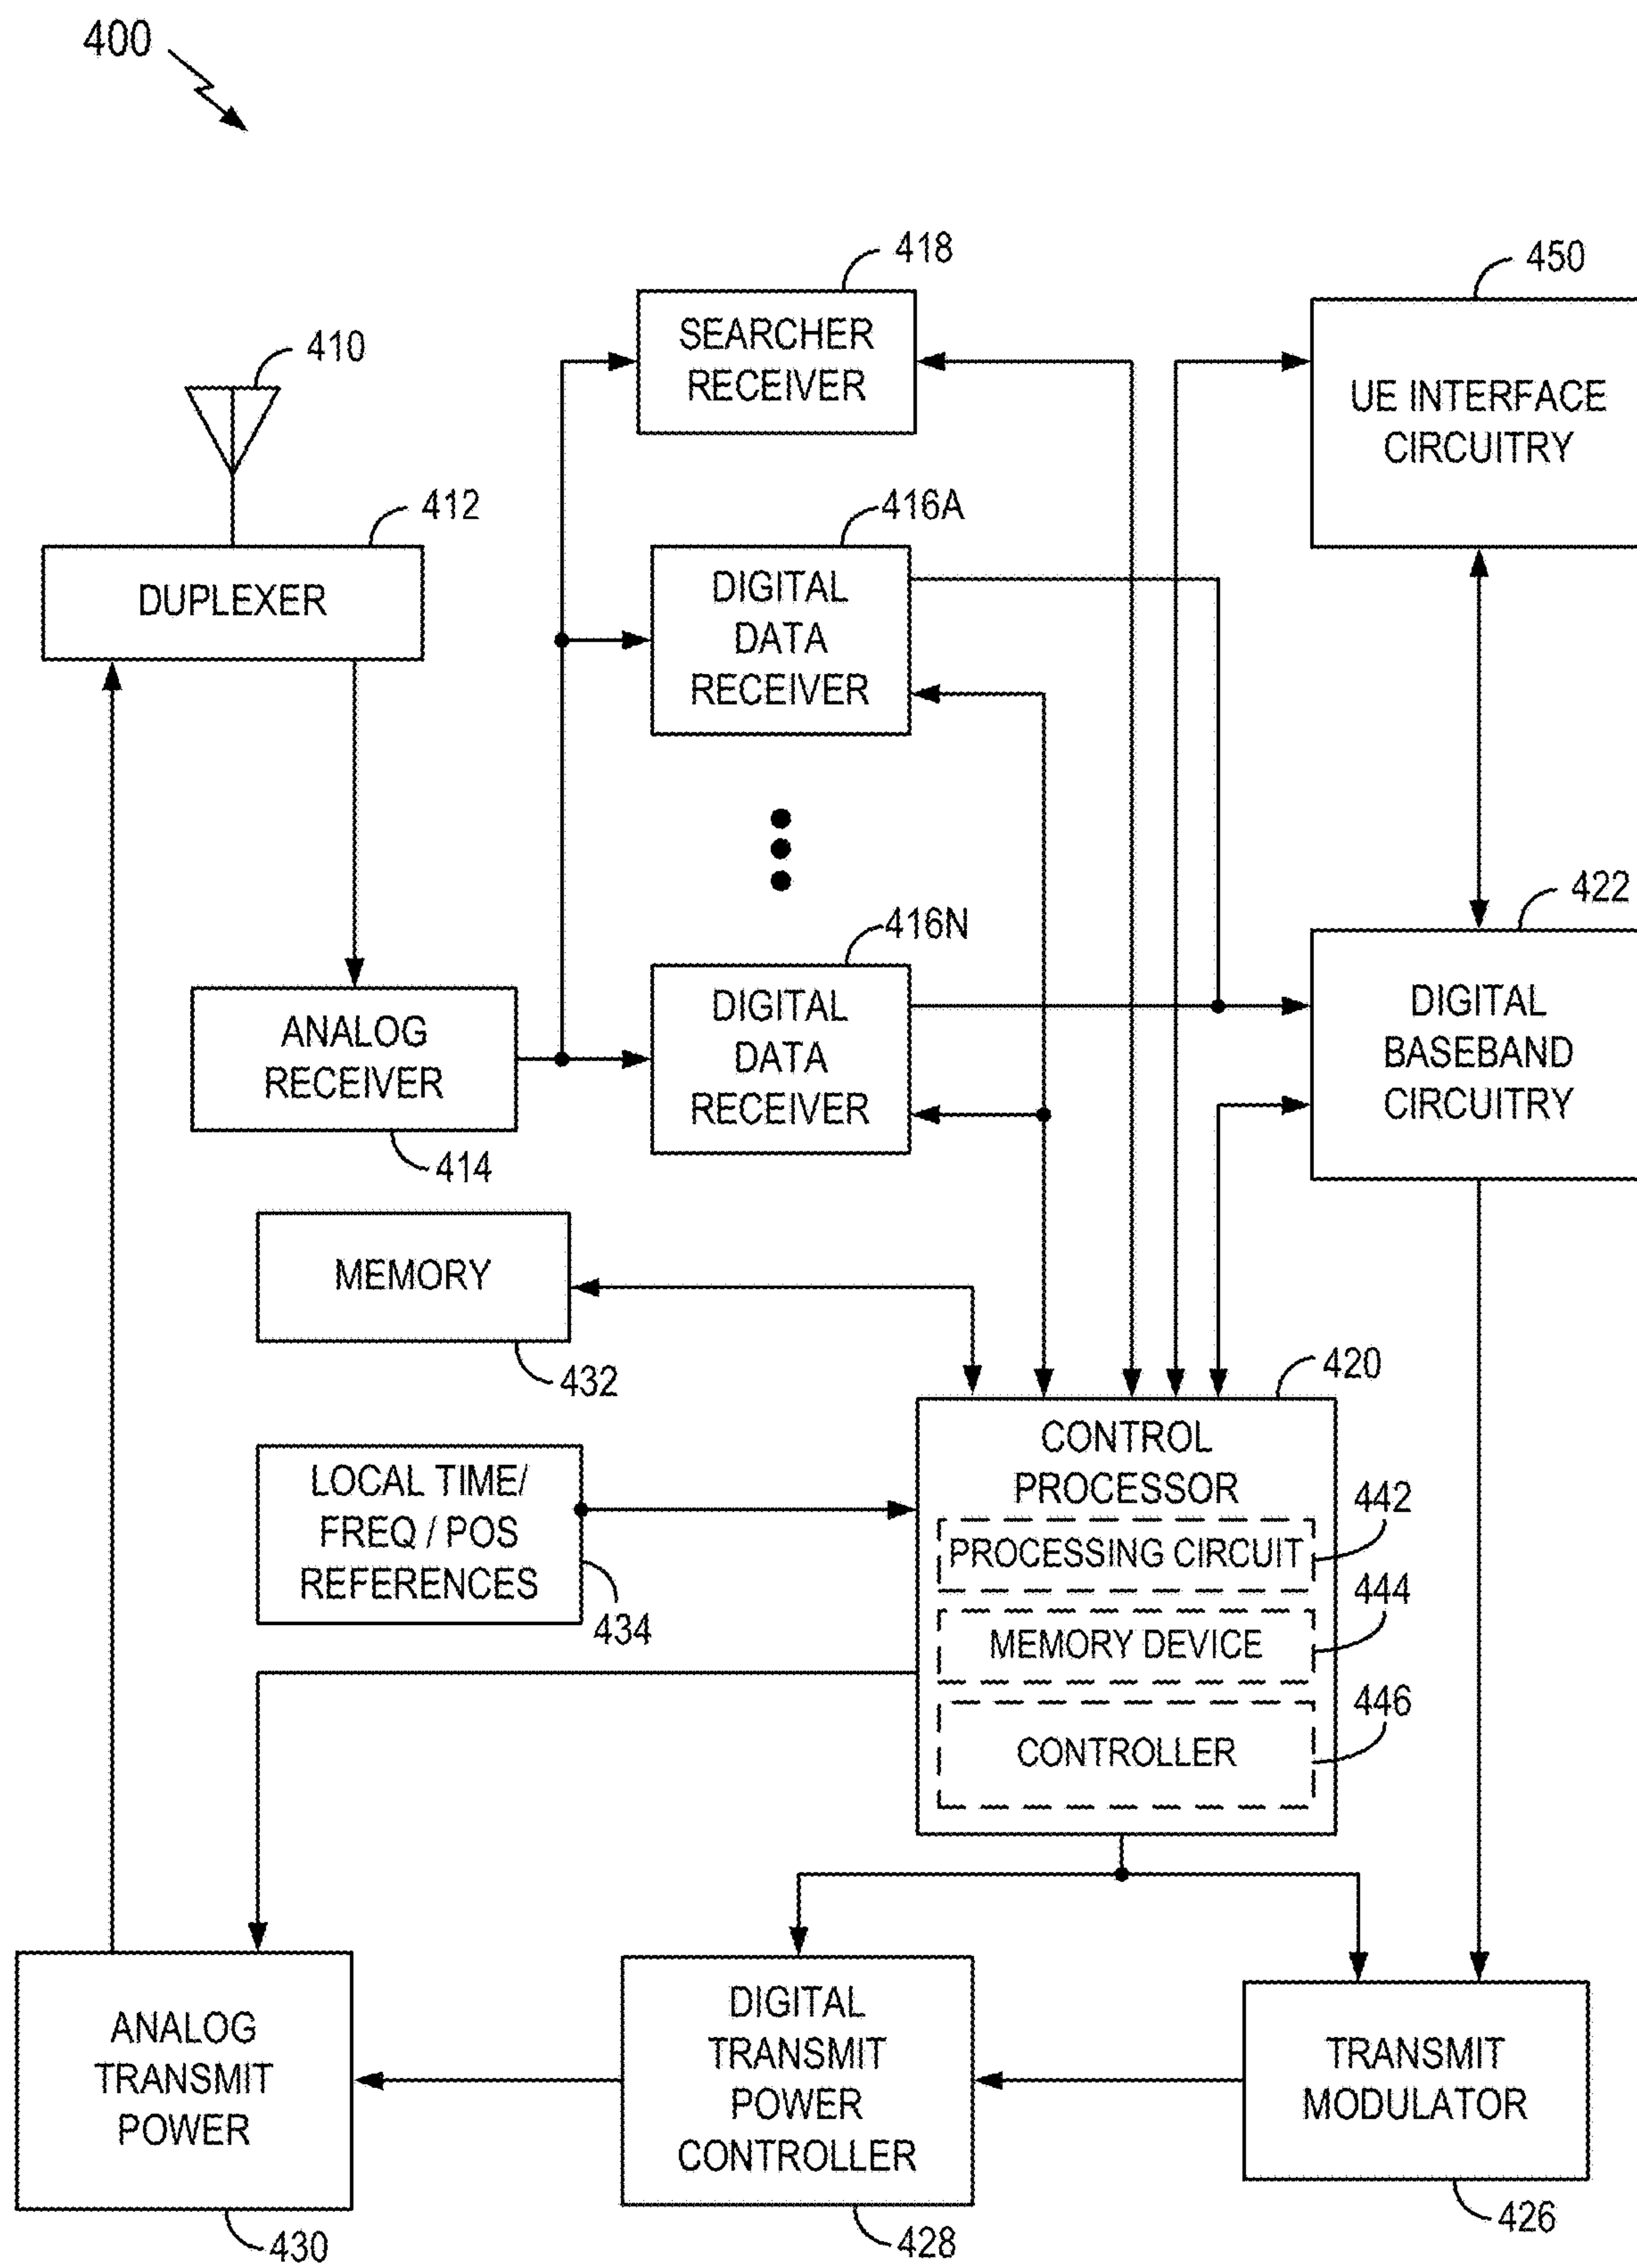 400
418
SEARCHER
RECEIVER
450
UE INTERFACE
CIRCUITRY
410
412
DUPLEXER
416A
DIGITAL
DATA
RECEIVER
416N
DIGITAL
DATA
RECEIVER
422
DIGITAL
BASEBAND
CIRCUITRY
ANALOG
RECEIVER
414
MEMORY
432
420
CONTROL
PROCESSOR
LOCAL TIME/
FREQ / POS
REFERENCES
434
442
PROCESSING CIRCUIT
444
MEMORY DEVICE
446
CONTROLLER
ANALOG
TRANSMIT
POWER
430
DIGITAL
TRANSMIT
POWER
CONTROLLER
428
TRANSMIT
MODULATOR
426